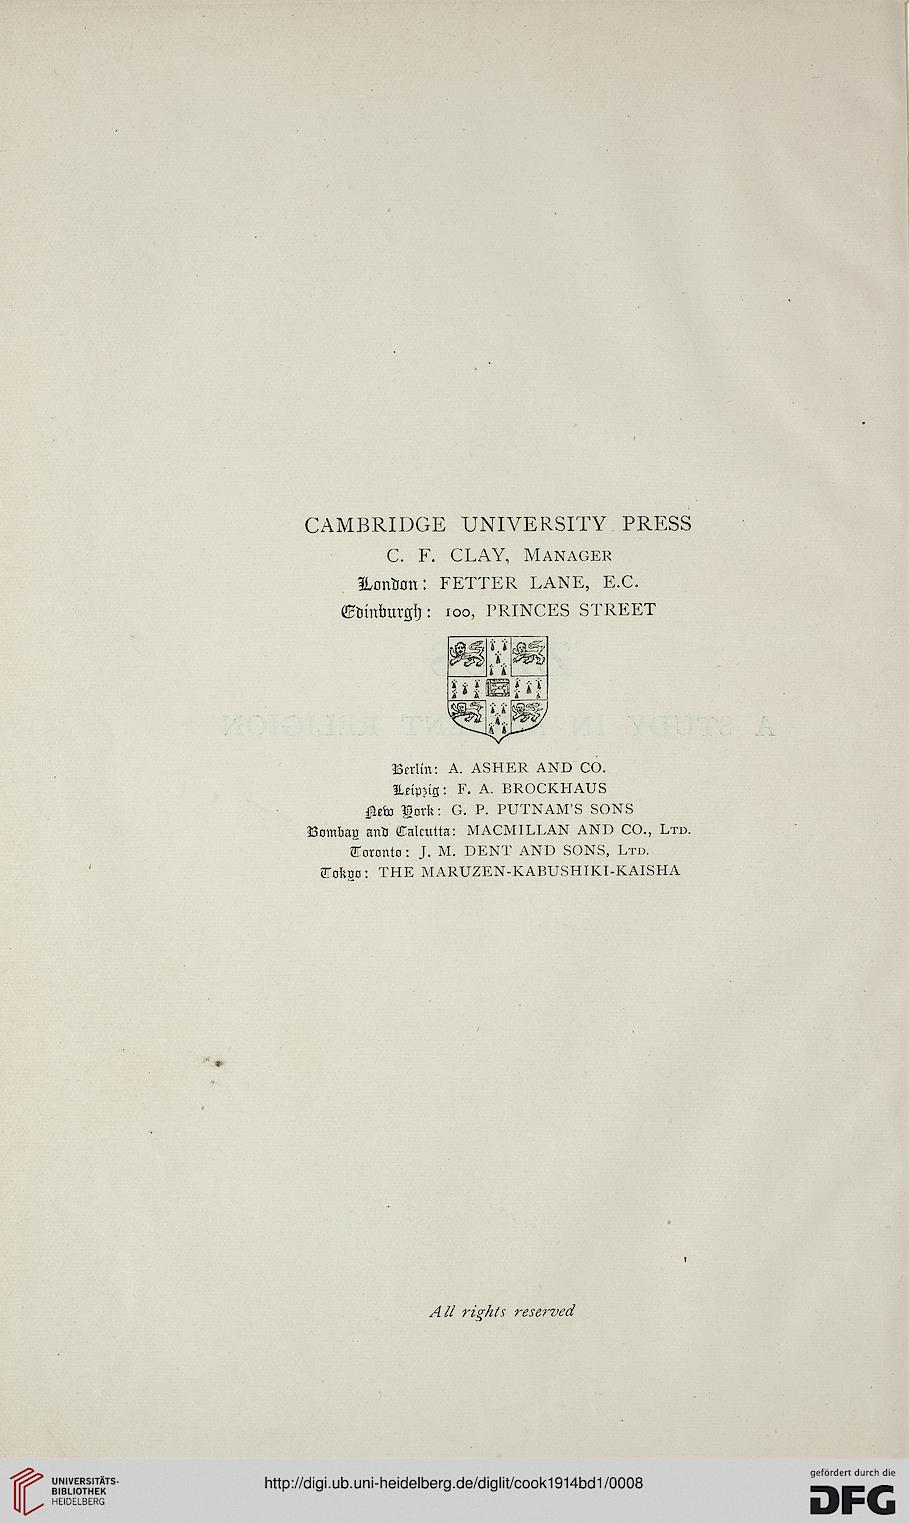 CAMBRIDGE UNIVERSITY PRESS
C. F. CLAY, MANAGER
London: FETTER LANE, E.C.
Edinburgh: 100, PRINCES STREET
Berlin: A. ASHER AND CO.
Leipzig: F. A. BROCKHAUS
New York: G. P. PUTNAM'S SONS
Bombay and Calcutta: MACMILLAN AND CO., LTD.
Toronto: J. M. DENT AND SONS, LTD.
Tokyo: THE MARUZEN-KABUSHIKI-KAISHA
All rights reserved
UNIVERSITÄTS-
BIBLIOTHEK
HEIDELBERG
http://digi.ub.uni-heidelberg.de/diglit/cook1914bd1/0008
gefördert durch die
DFG